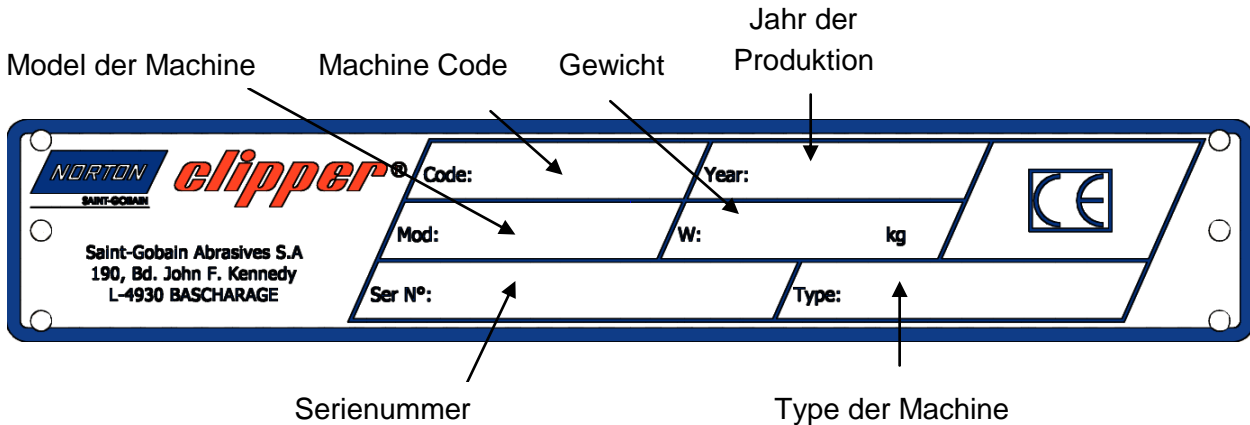 Jahr der
Produktion
Model der Machine
Machine Code
Gewicht
NORTON
SAINT-GOBAIN
clipper®
Saint-Gobain Abrasives S.A
190, Bd. John F. Kennedy
L-4930 BASCHARAGE
Code:
Year:
CE
Mod:
W: kg
Ser N°:
Type:
Serienummer
Type der Machine